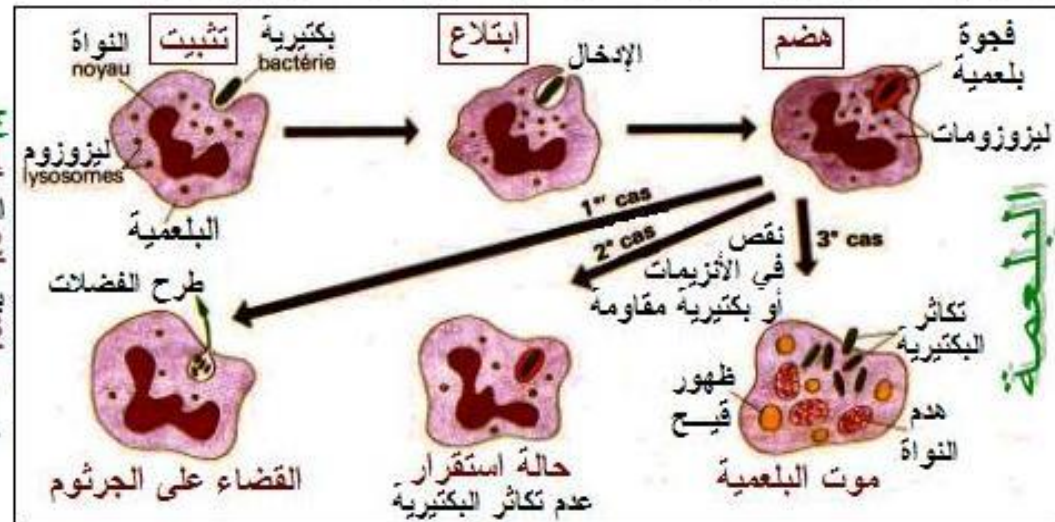 تثبيت
ابتلاع
هضم
النواة
noyau
بكتيرية
bactérie
الإدخال
فجوة
بلعمية
ليزوزومات
ليزوزوم
lysosomes
البلعمية
1er cas
2e cas
3e cas
نقص
في الأنزيمات
أو بكتيرية مقاومة
طرح الفضلات
تكاثر
البكتيرية
ظهور
قيح
هدم
النواة
القضاء على الجرثوم
حالة استقرار
عدم تكاثر البكتيرية
موت البلعمية
البلعمة